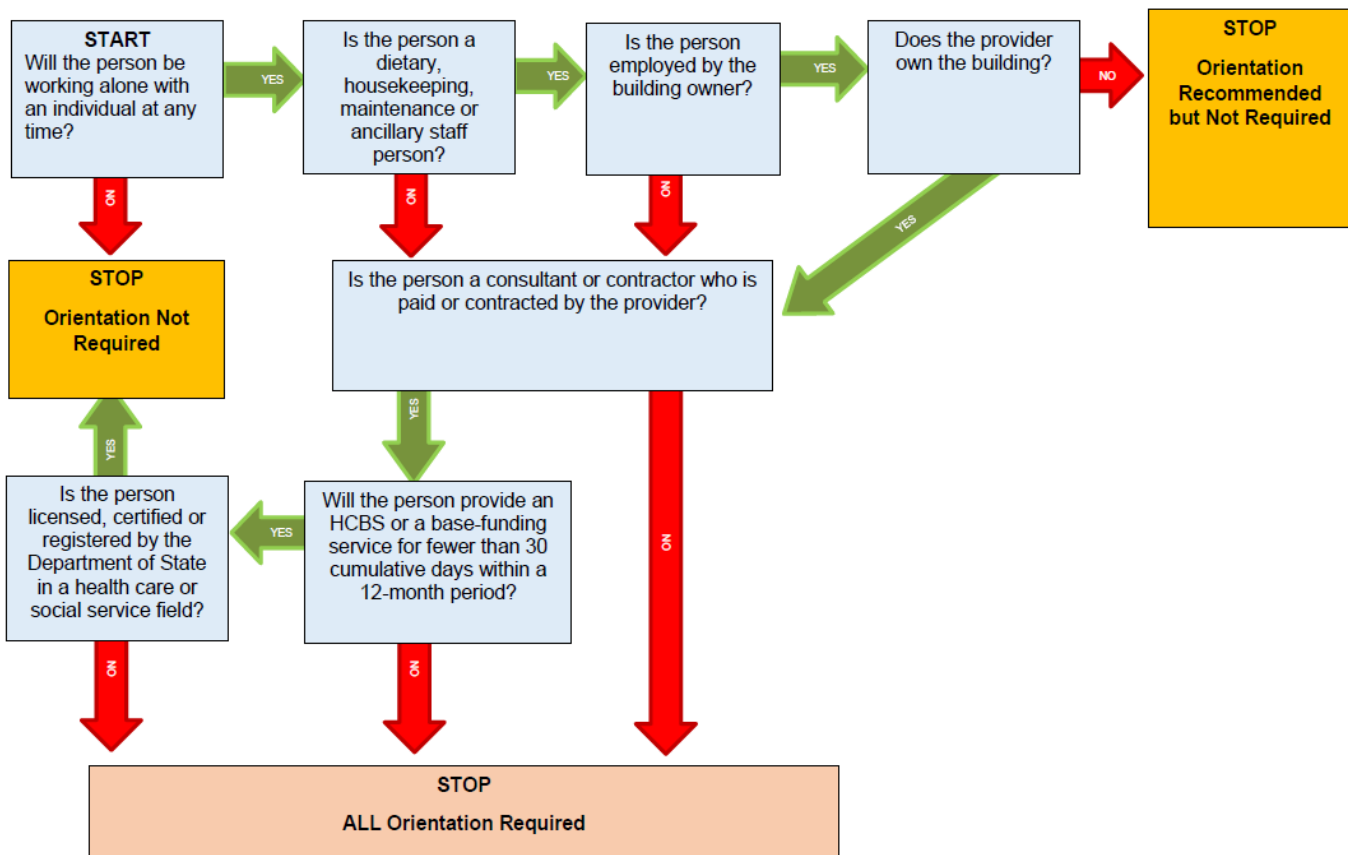 START
Will the person be
working alone with
an individual at any
time?
YES
Is the person a
dietary,
housekeeping,
maintenance or
ancillary staff
person?
YES
Is the person
employed by the
building owner?
YES
Does the provider
own the building?
NO
STOP
Orientation
Recommended
but Not Required
NO
NO
NO
YES
STOP
Orientation Not
Required
Is the person a consultant or contractor who is
paid or contracted by the provider?
YES
YES
NO
Is the person
licensed, certified or
registered by the
Department of State
in a health care or
social service field?
YES
Will the person provide an
HCBS or a base-funding
service for fewer than 30
cumulative days within a
12-month period?
NO
NO
STOP
ALL Orientation Required